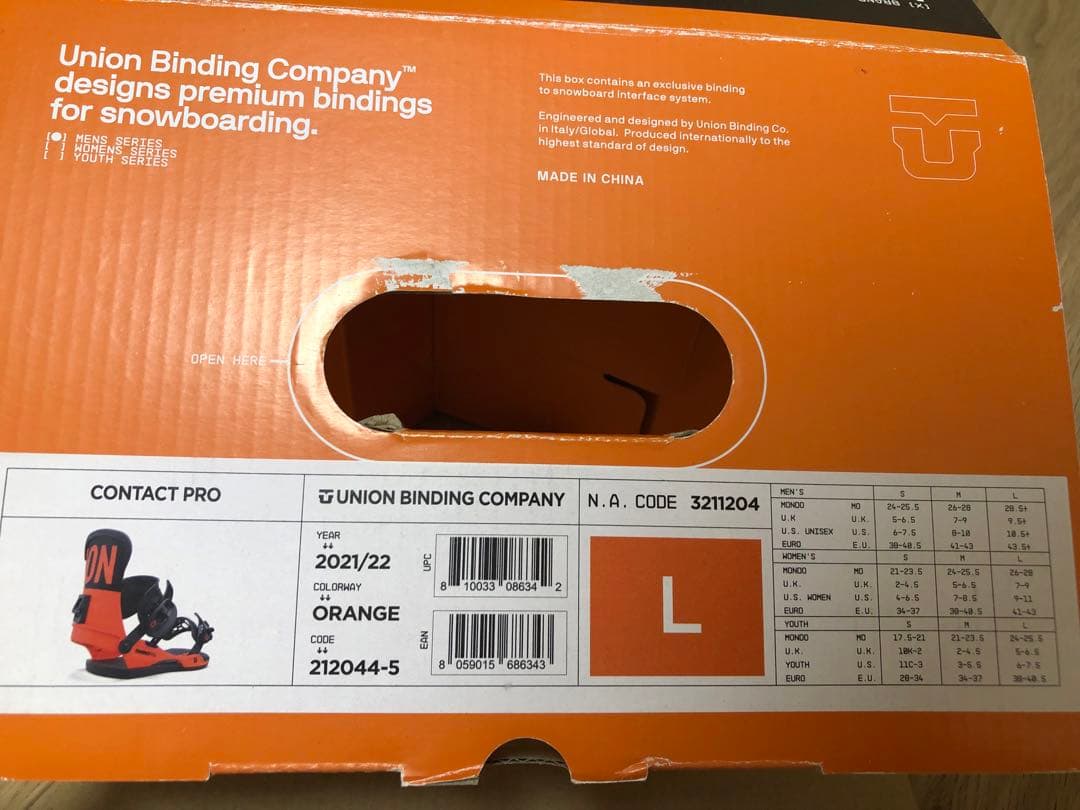 Union Binding Company™
designs premium bindings
for snowboarding.
[●] MENS SERIES
[ ] WOMENS SERIES
[ ] YOUTH SERIES
This box contains an exclusive binding
to snowboard interface system.
Engineered and designed by Union Binding Co.
in Italy/Global. Produced internationally to the
highest standard of design.
MADE IN CHINA
OPEN HERE
CONTACT PRO
ON
UNION BINDING COMPANY
YEAR
2021/22
COLORWAY
ORANGE
CODE
212044-5
UPC
8 10033 08634 2
EAN
8 059015 686343
N.A. CODE 3211204
L
MEN'S S M L
MONDO MO 24-25.5 26-28 28.5+
U.K U.K. 5-6.5 7-9 9.5+
U.S. UNISEX U.S. 6-7.5 8-10 10.5+
EURO E.U. 38-40.5 41-43 43.5+
WOMEN'S S M L
MONDO MO 21-23.5 24-25.5 26-28
U.K. U.K. 2-4.5 5-6.5 7-9
U.S. WOMEN U.S. 4-6.5 7-8.5 9-11
EURO E.U. 34-37 38-40.5 41-43
YOUTH S M L
MONDO MO 17.5-21 21-23.5 24-25.5
U.K. U.K. 10K-2 2-4.5 5-6.5
YOUTH U.S. 11C-3 3-5.5 6-7.5
EURO E.U. 28-34 34-37 38-40.5